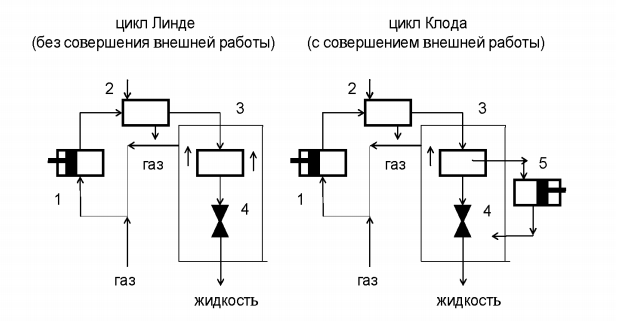 цикл Линде
(без совершения внешней работы)
цикл Клода
(с совершением внешней работы)
2
3
газ
1
4
газ
жидкость
2
3
газ
5
1
4
газ
жидкость